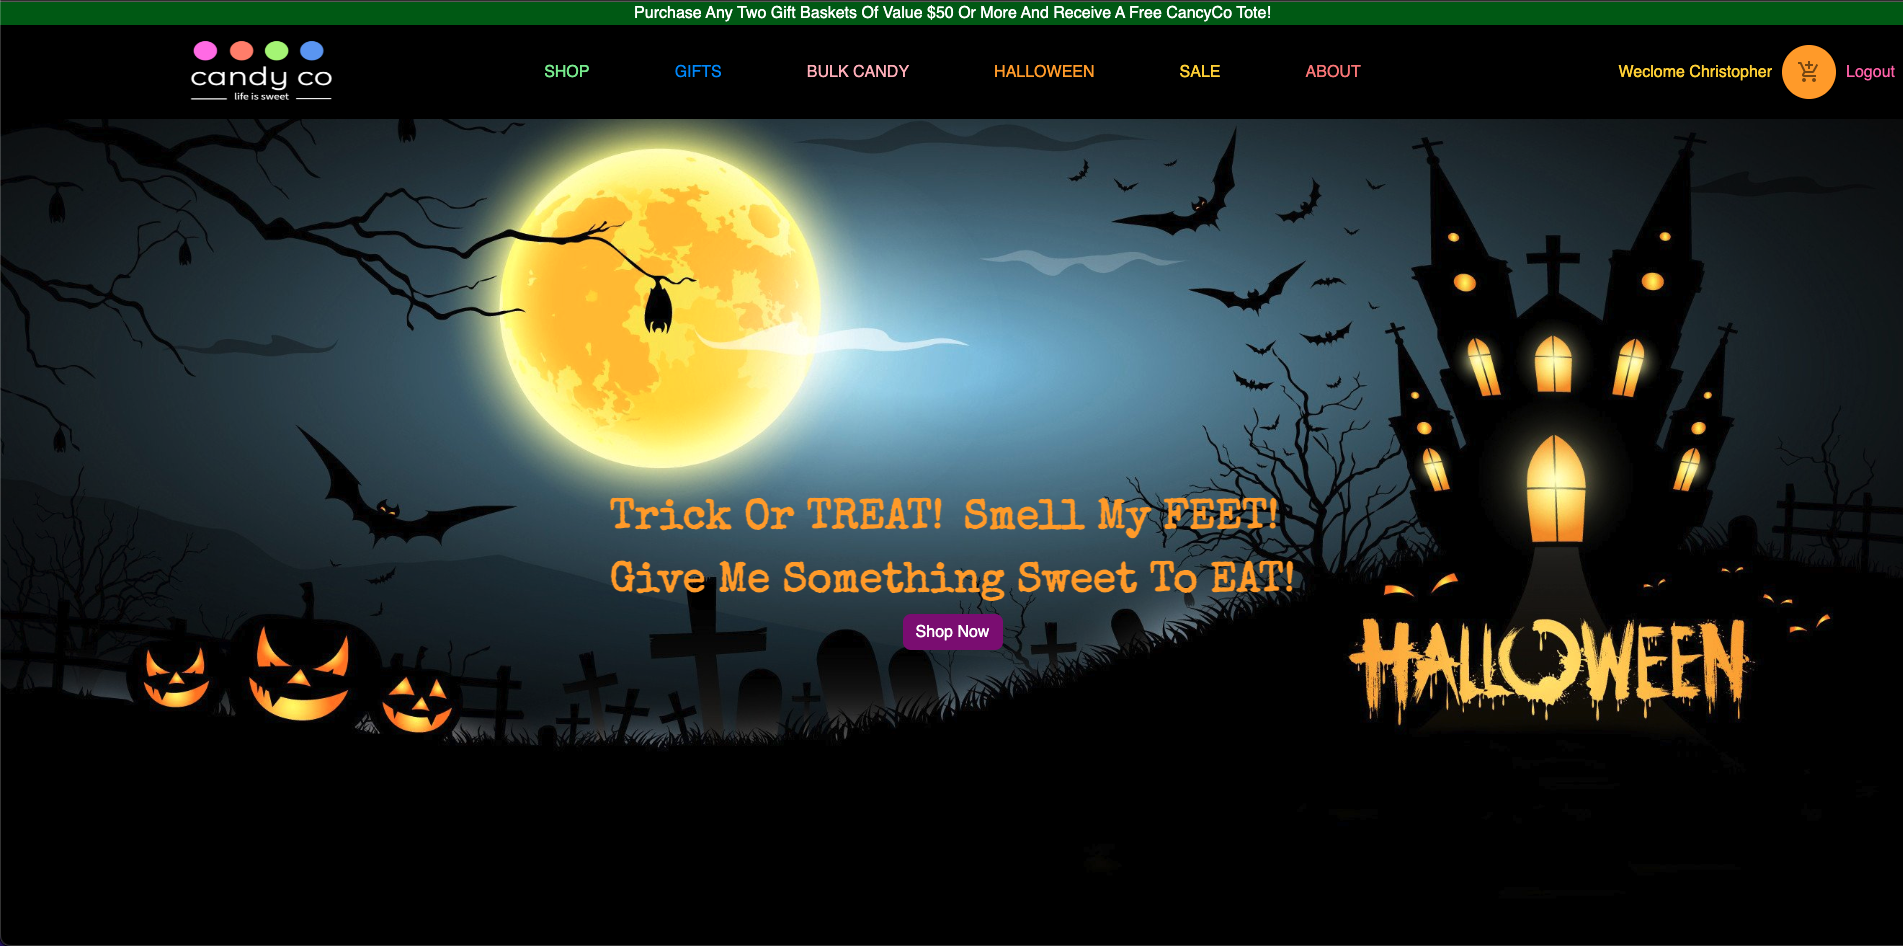 Purchase Any Two Gift Baskets Of Value $50 Or More And Receive A Free CancyCo Tote!
candy co
life is sweet
SHOP
GIFTS
BULK CANDY
HALLOWEEN
SALE
ABOUT
Weclome Christopher
Logout
Trick Or TREAT! Smell My FEET!
Give Me Something Sweet To EAT!
Shop Now
HALLOWEEN